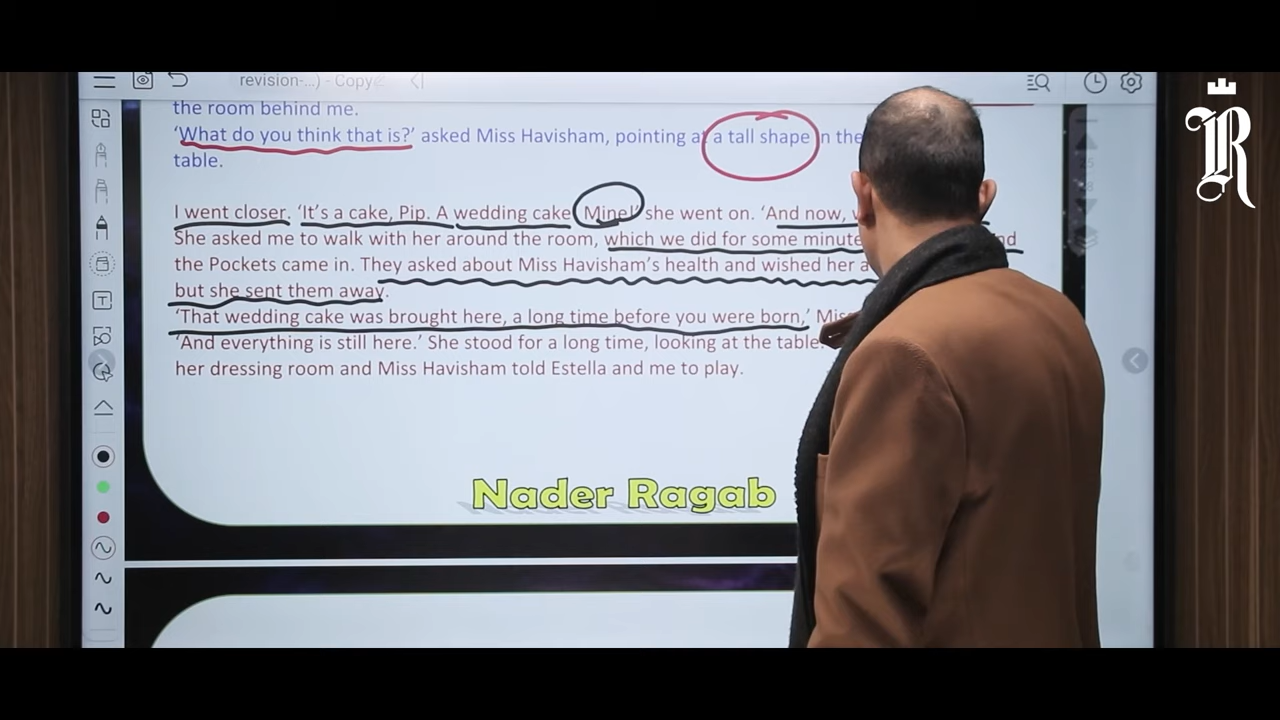 revision-...) - Copy
R
the room behind me.
‘What do you think that is?’ asked Miss Havisham, pointing at a tall shape in the
table.
I went closer. ‘It’s a cake, Pip. A wedding cake. Mine!’ she went on. ‘And now,
She asked me to walk with her around the room, which we did for some minute
the Pockets came in. They asked about Miss Havisham’s health and wished her a
but she sent them away.
‘That wedding cake was brought here, a long time before you were born,’ Mis
‘And everything is still here.’ She stood for a long time, looking at the table.
her dressing room and Miss Havisham told Estella and me to play.
Nader Ragab